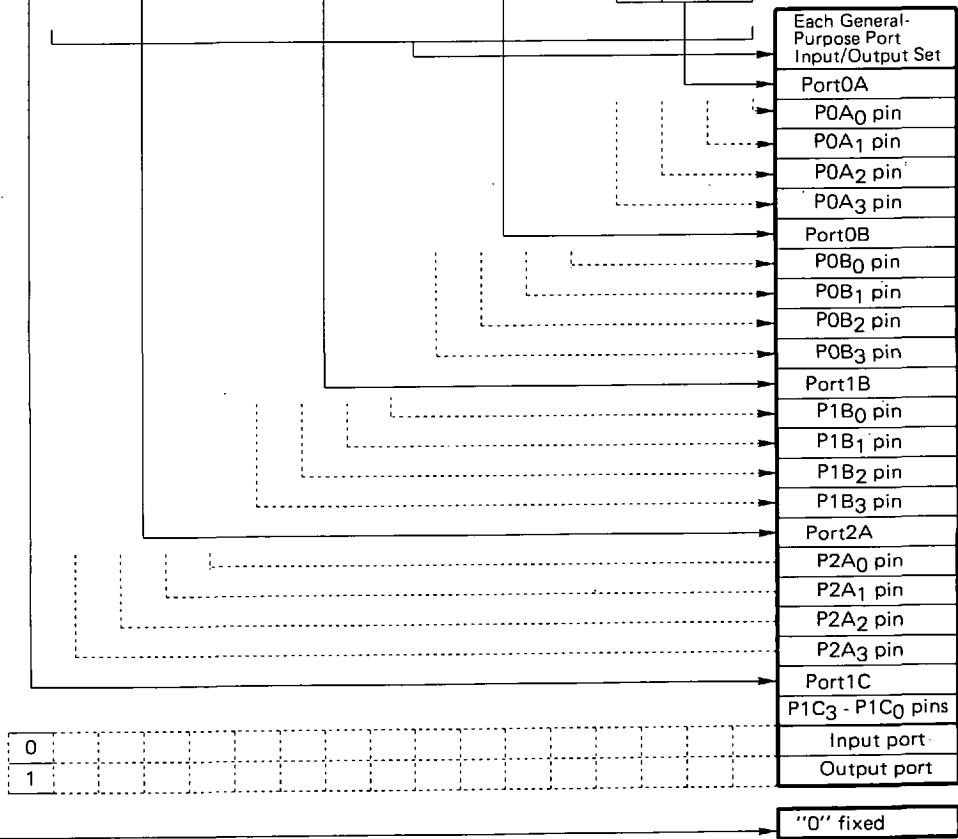 Each General-
Purpose Port
Input/Output Set
Port0A
P0A0 pin
P0A1 pin
P0A2 pin
P0A3 pin
Port0B
P0B0 pin
P0B1 pin
P0B2 pin
P0B3 pin
Port1B
P1B0 pin
P1B1 pin
P1B2 pin
P1B3 pin
Port2A
P2A0 pin
P2A1 pin
P2A2 pin
P2A3 pin
Port1C
P1C3 - P1C0 pins
0 Input port
1 Output port
"0" fixed